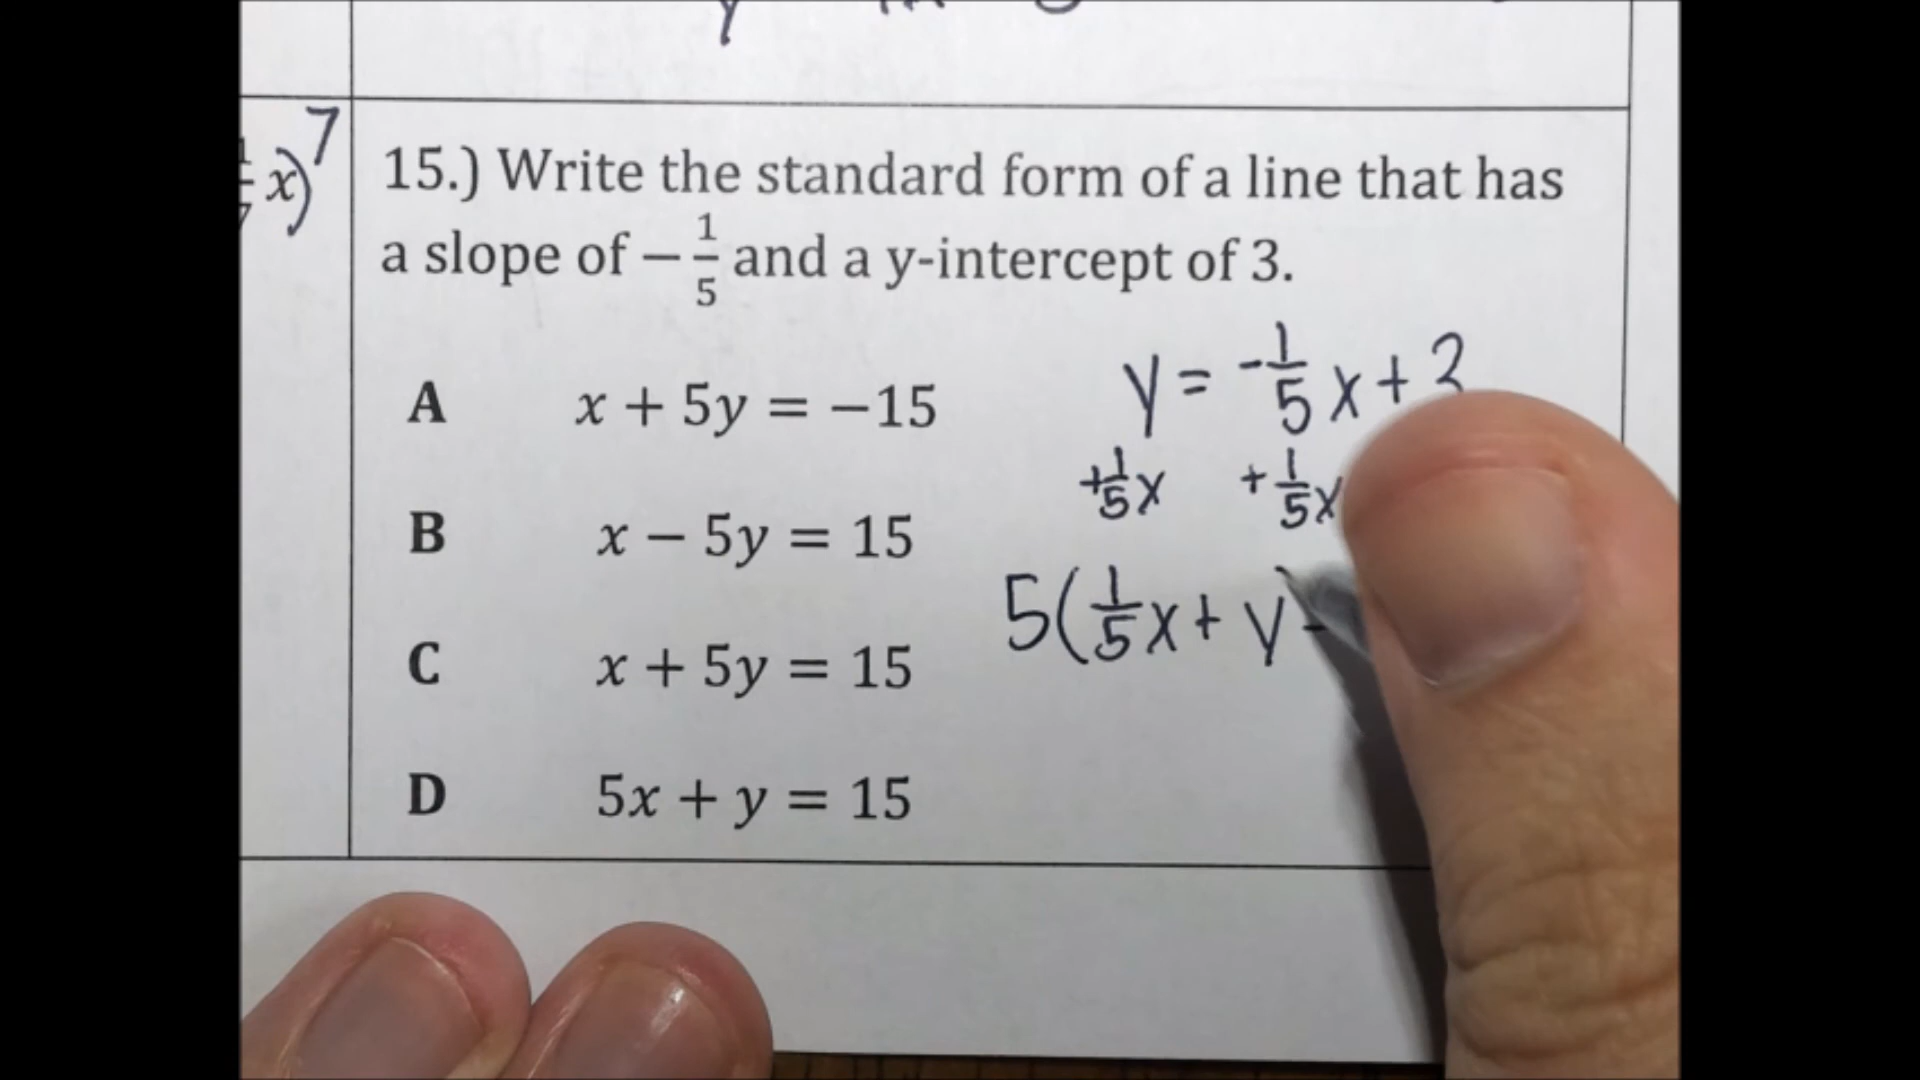 7
x)
15.) Write the standard form of a line that has
a slope of −1/5 and a y-intercept of 3.
y = -1/5 x + 3
A x + 5y = −15
+1/5x +1/5x
B x − 5y = 15
5(1/5x + y)
C x + 5y = 15
D 5x + y = 15